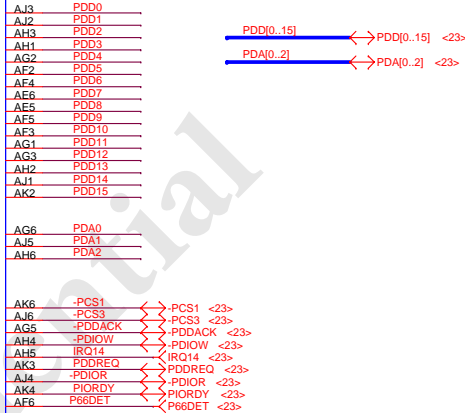 AJ3 PDD0
AJ2 PDD1
AH3 PDD2
AH1 PDD3
AG2 PDD4
AF2 PDD5
AF4 PDD6
AE6 PDD7
AE5 PDD8
AF5 PDD9
AF3 PDD10
AG1 PDD11
AG3 PDD12
AH2 PDD13
AJ1 PDD14
AK2 PDD15
PDD[0..15] PDD[0..15] <23>
PDA[0..2] PDA[0..2] <23>
AG6 PDA0
AJ5 PDA1
AH6 PDA2
AK6 -PCS1 -PCS1 <23>
AJ6 -PCS3 -PCS3 <23>
AG5 -PDDACK -PDDACK <23>
AH4 -PDIOW -PDIOW <23>
AH5 IRQ14 IRQ14 <23>
AK3 PDDREQ PDDREQ <23>
AJ4 -PDIOR -PDIOR <23>
AK4 PIORDY PIORDY <23>
AF6 P66DET P66DET <23>
ential